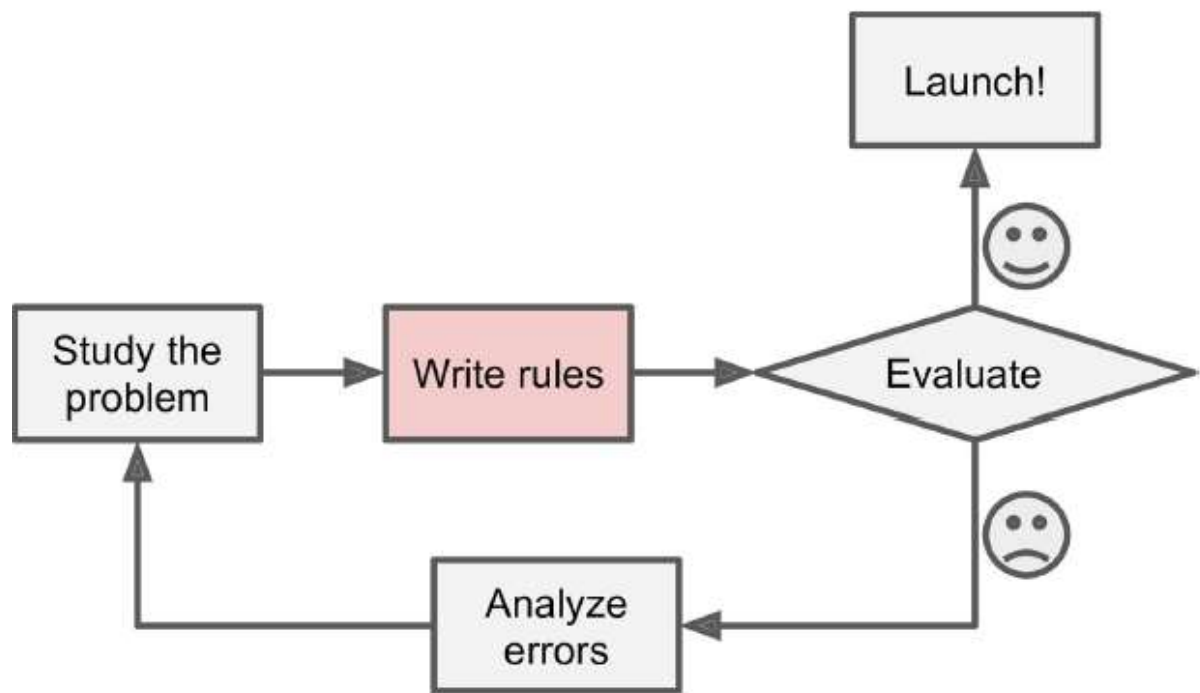 Launch!
Study the
problem
Write rules
Evaluate
Analyze
errors